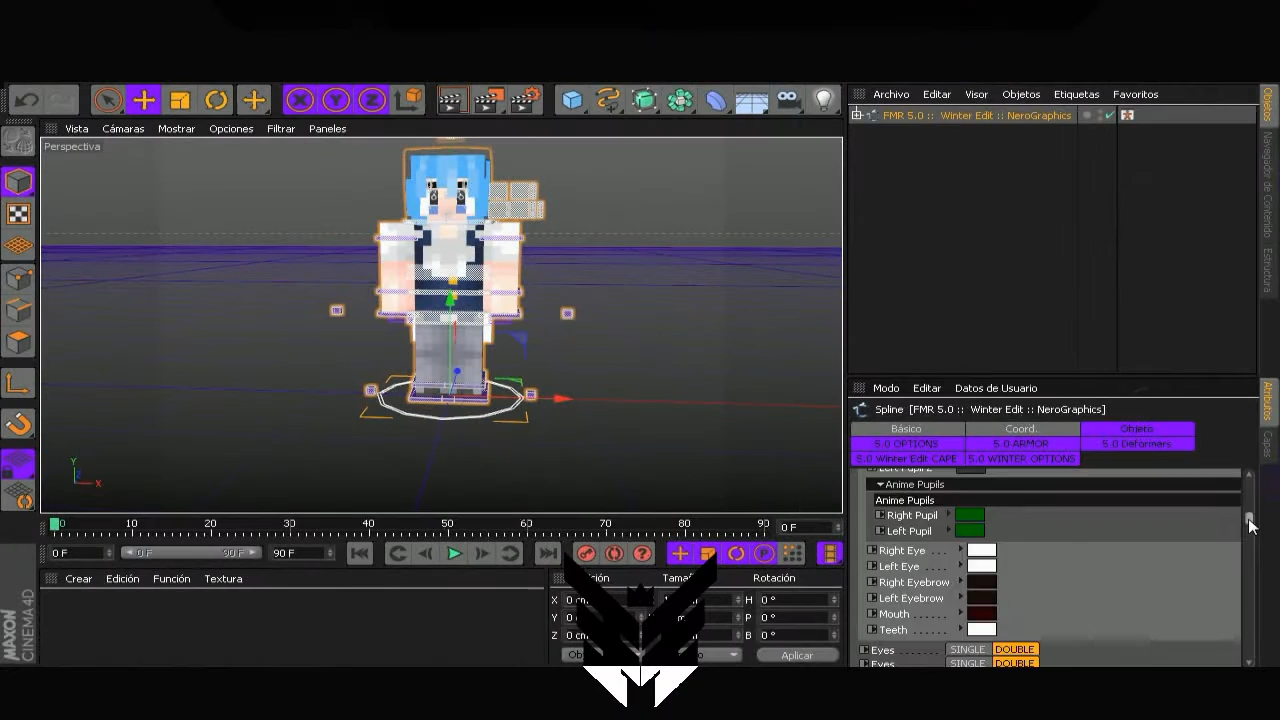 Archivo Editar Visor Objetos Etiquetas Favoritos
FMR 5.0 :: Winter Edit :: NeroGraphics
Vista Cámaras Mostrar Opciones Filtrar Paneles
Perspectiva
Y
Z
X
Objetos
Navegador de Contenido
Estructura
Atributos
Capas
Modo Editar Datos de Usuario
Spline [FMR 5.0 :: Winter Edit :: NeroGraphics]
Básico Coord. Objeto
5.0 OPTIONS 5.0 ARMOR 5.0 Deformers
5.0 Winter Edit CAPE 5.0 WINTER OPTIONS
Left Pupil 2
Anime Pupils
Anime Pupils
Right Pupil
Left Pupil
Right Eye . . .
Left Eye . . .
Right Eyebrow
Left Eyebrow
Mouth . . . . . .
Teeth . . . . . .
Eyes . . . . . . . . SINGLE DOUBLE
Eyes . . . . . . . . SINGLE DOUBLE
0 10 20 30 40 50 60 70 80 90 0 F
0 F 0 F 90 F 90 F
Crear Edición Función Textura
Rotación
X 0 H 0 °
Y P 0 °
Z 0 B 0 °
Aplicar
MAXON
CINEMA 4D